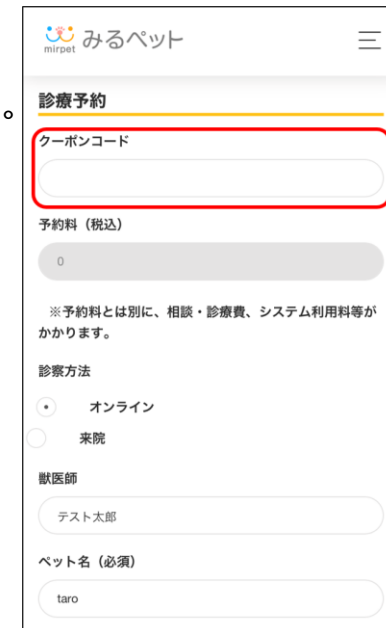 mirpet みるペット
。
診療予約
クーポンコード
予約料（税込）
0
※予約料とは別に、相談・診療費、システム利用料等が
かかります。
診察方法
オンライン
来院
獣医師
テスト太郎
ペット名（必須）
taro